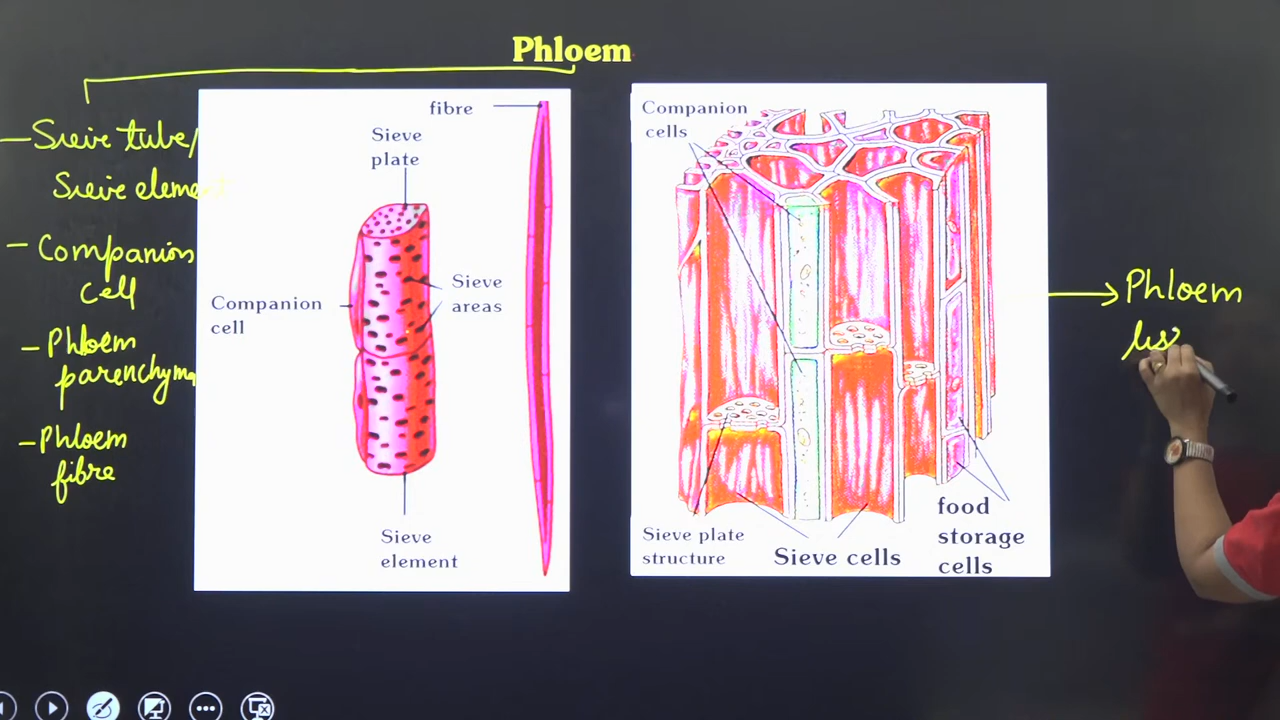 Phloem
— Sieve tube/
Sieve element
— Companion
cell
— Phloem
parenchyma
— Phloem
fibre
fibre
Sieve
plate
Companion
cell
Sieve
areas
Sieve
element
Companion
cells
Sieve plate
structure
Sieve cells
food
storage
cells
→ Phloem